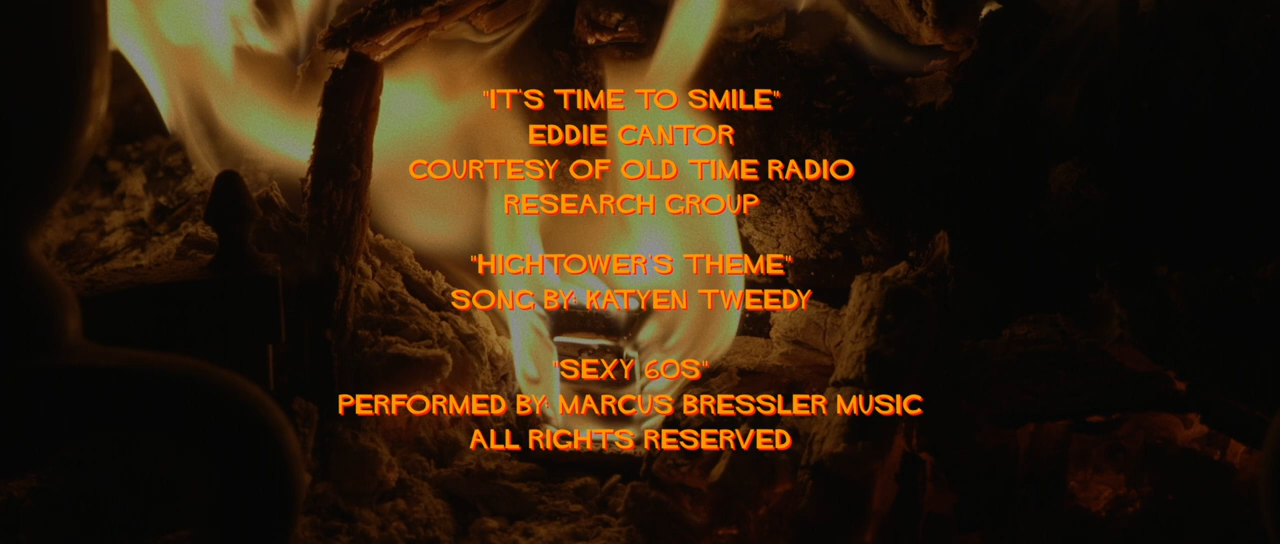 "IT'S TIME TO SMILE"
EDDIE CANTOR
COURTESY OF OLD TIME RADIO
RESEARCH GROUP
"HIGHTOWER'S THEME"
SONG BY: KATYEN TWEEDY
"SEXY 60S"
PERFORMED BY: MARCUS BRESSLER MUSIC
ALL RIGHTS RESERVED